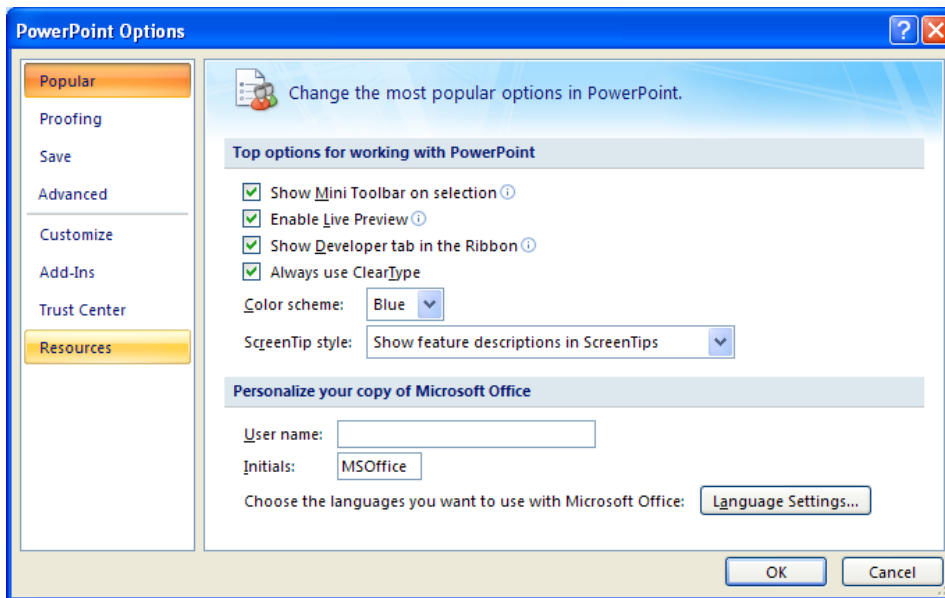 PowerPoint Options
Popular
Proofing
Save
Advanced
Customize
Add-Ins
Trust Center
Resources
Change the most popular options in PowerPoint.
Top options for working with PowerPoint
Show Mini Toolbar on selection
Enable Live Preview
Show Developer tab in the Ribbon
Always use ClearType
Color scheme: Blue
ScreenTip style: Show feature descriptions in ScreenTips
Personalize your copy of Microsoft Office
User name:
Initials: MSOffice
Choose the languages you want to use with Microsoft Office: Language Settings...
OK Cancel